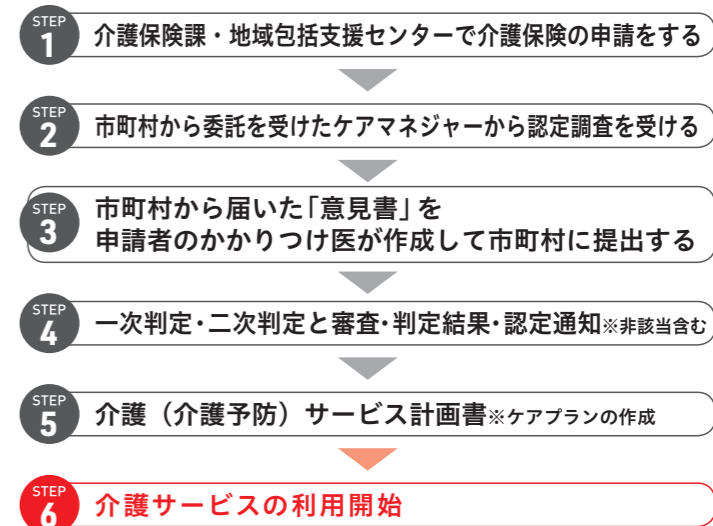 STEP
1
介護保険課・地域包括支援センターで介護保険の申請をする
STEP
2
市町村から委託を受けたケアマネジャーから認定調査を受ける
STEP
3
市町村から届いた「意見書」を
申請者のかかりつけ医が作成して市町村に提出する
STEP
4
一次判定・二次判定と審査・判定結果・認定通知※非該当含む
STEP
5
介護（介護予防）サービス計画書※ケアプランの作成
STEP
6
介護サービスの利用開始